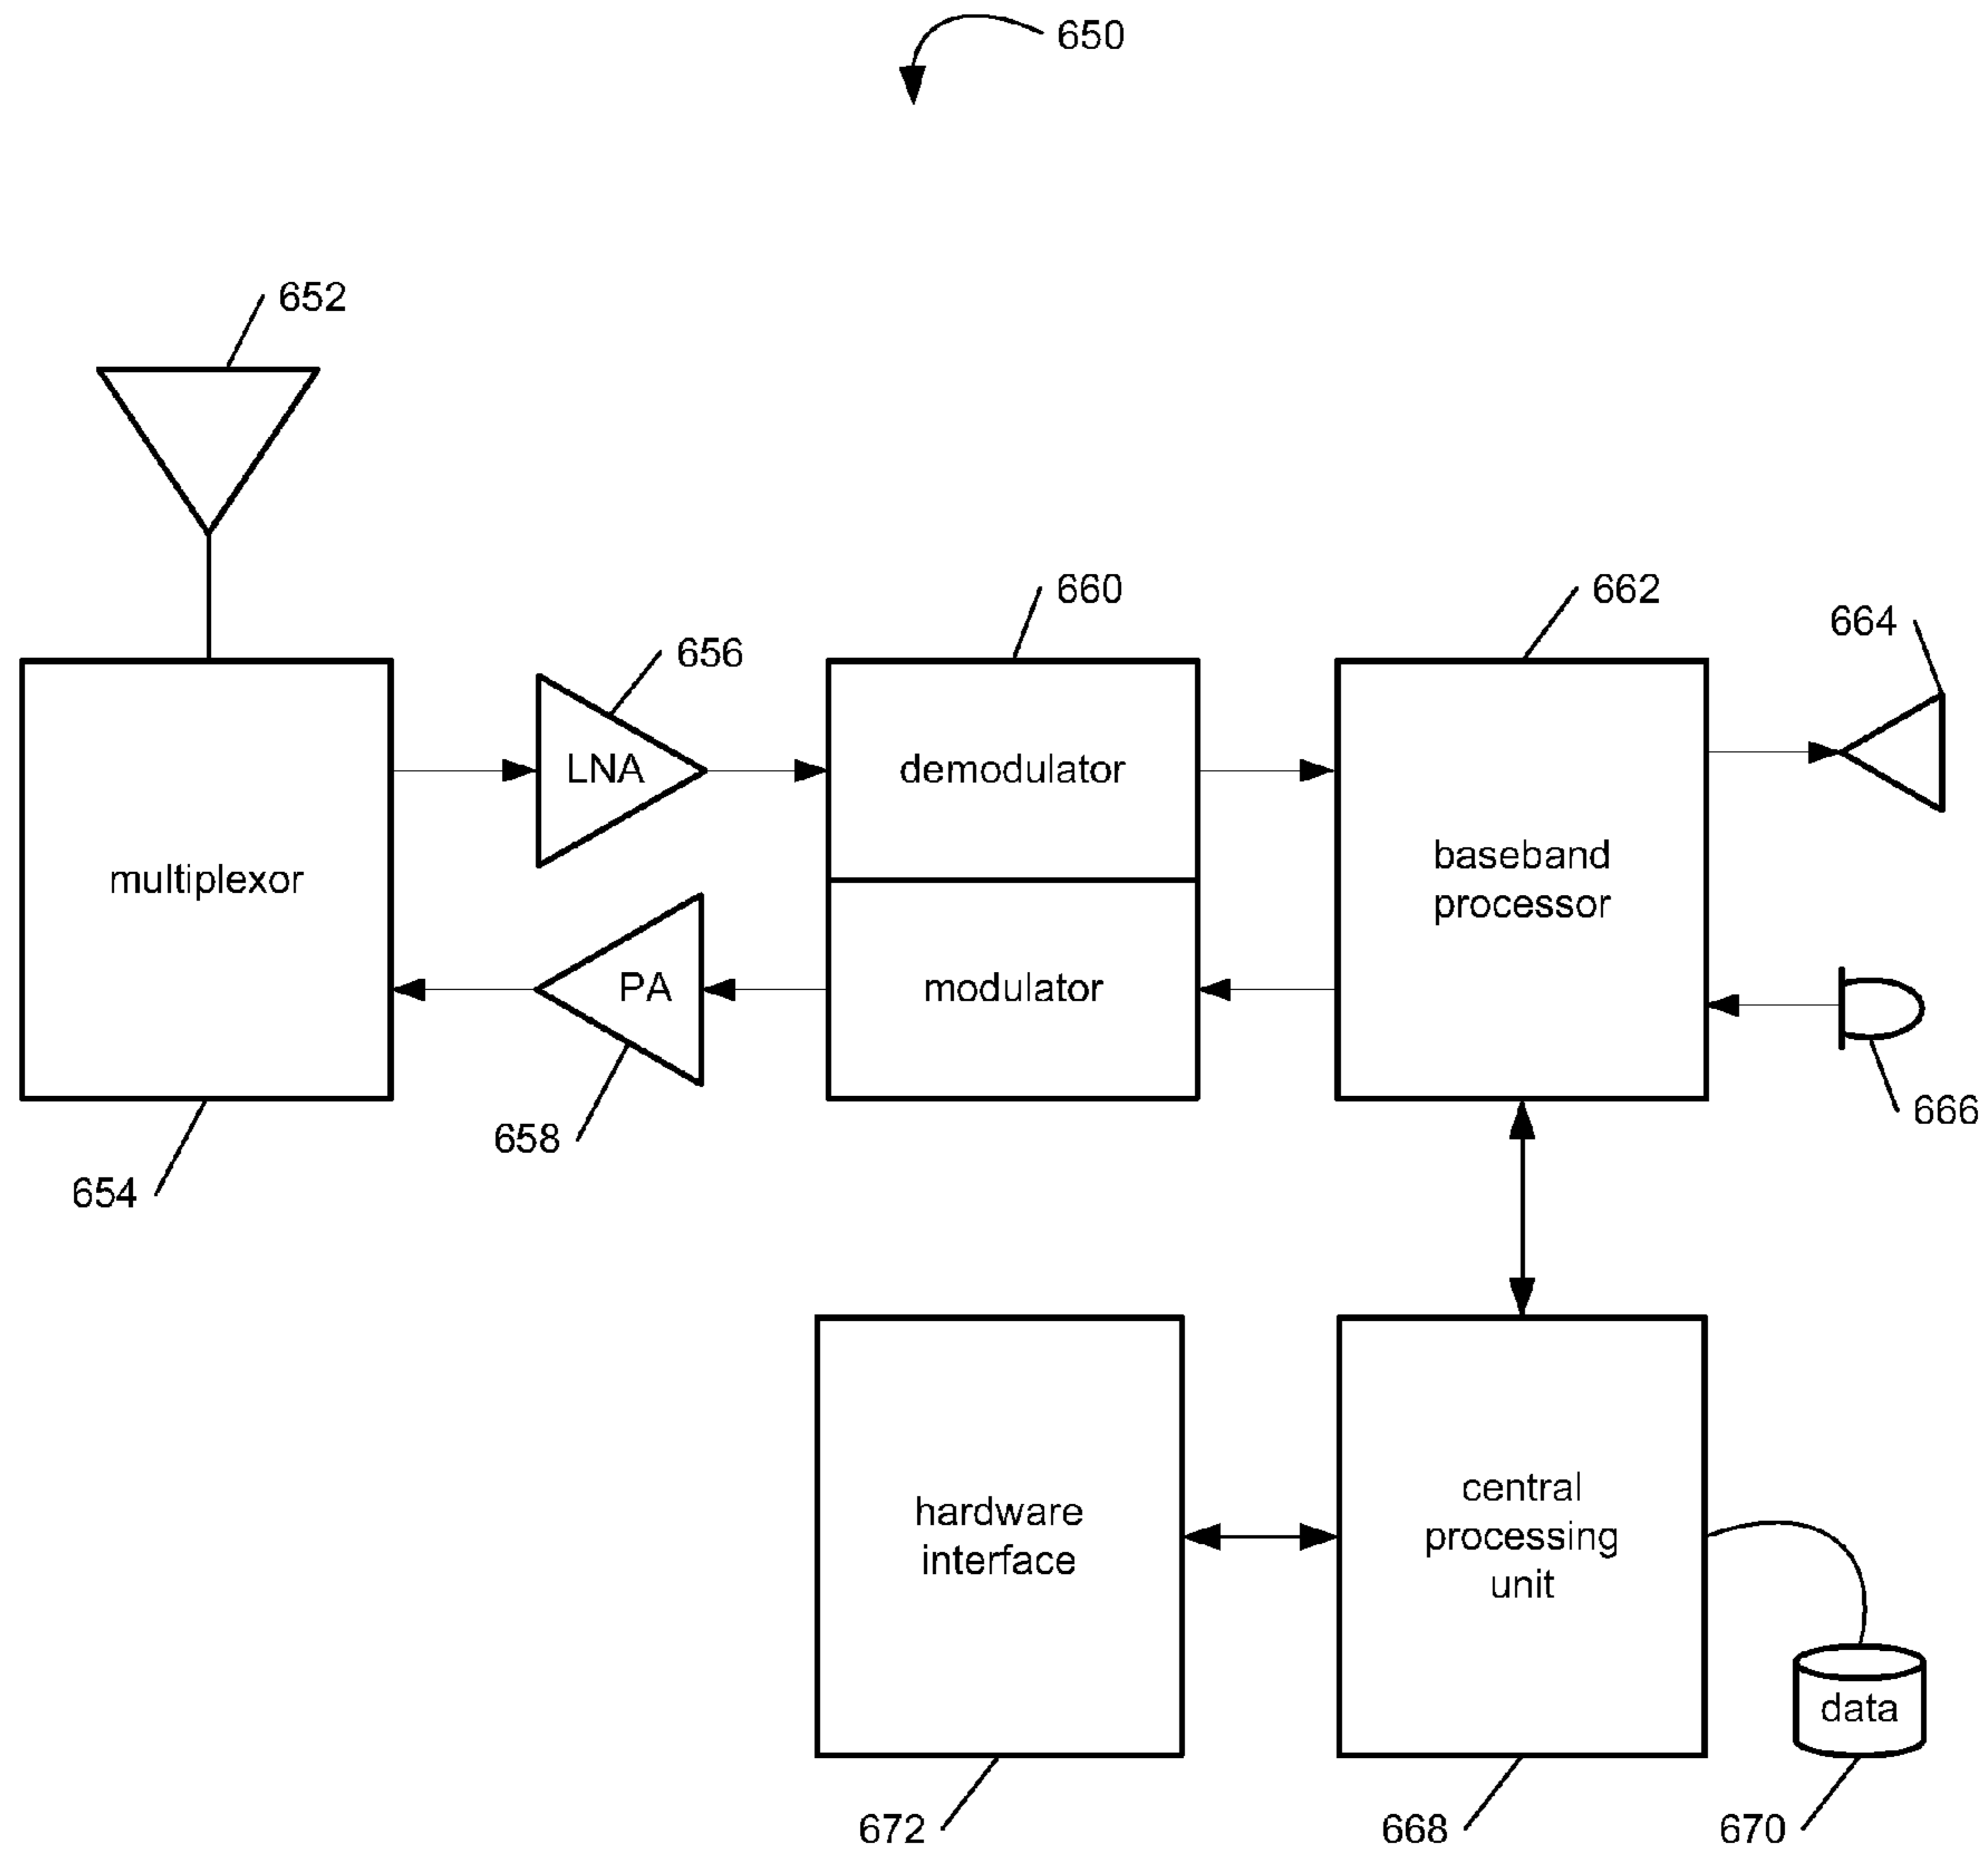 650
652
660
662
664
656
LNA
demodulator
baseband
processor
multiplexor
PA
modulator
658
666
654
hardware
interface
central
processing
unit
data
672
668
670